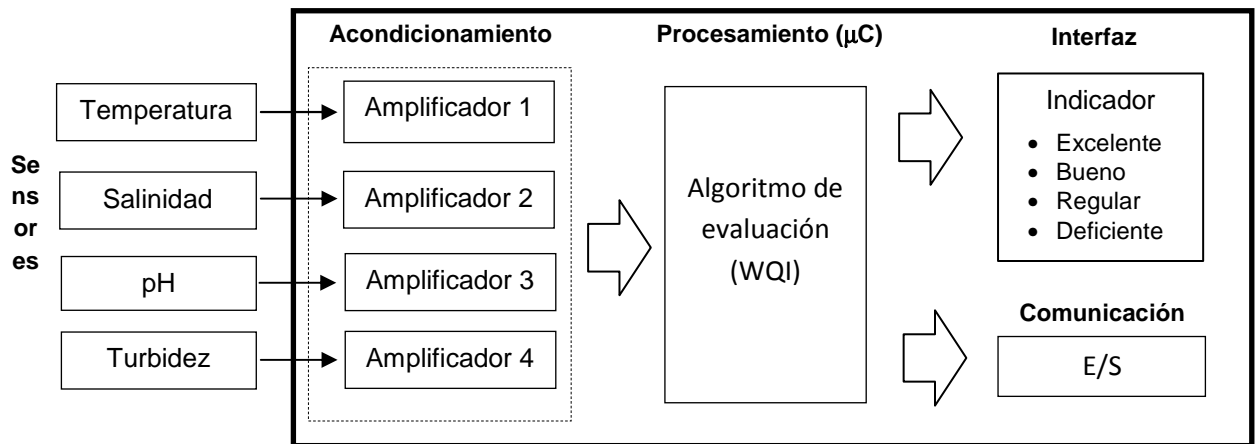 Acondicionamiento
Procesamiento (μC)
Interfaz
Se
ns
or
es
Temperatura
Salinidad
pH
Turbidez
Amplificador 1
Amplificador 2
Amplificador 3
Amplificador 4
Algoritmo de
evaluación
(WQI)
Indicador
• Excelente
• Bueno
• Regular
• Deficiente
Comunicación
E/S